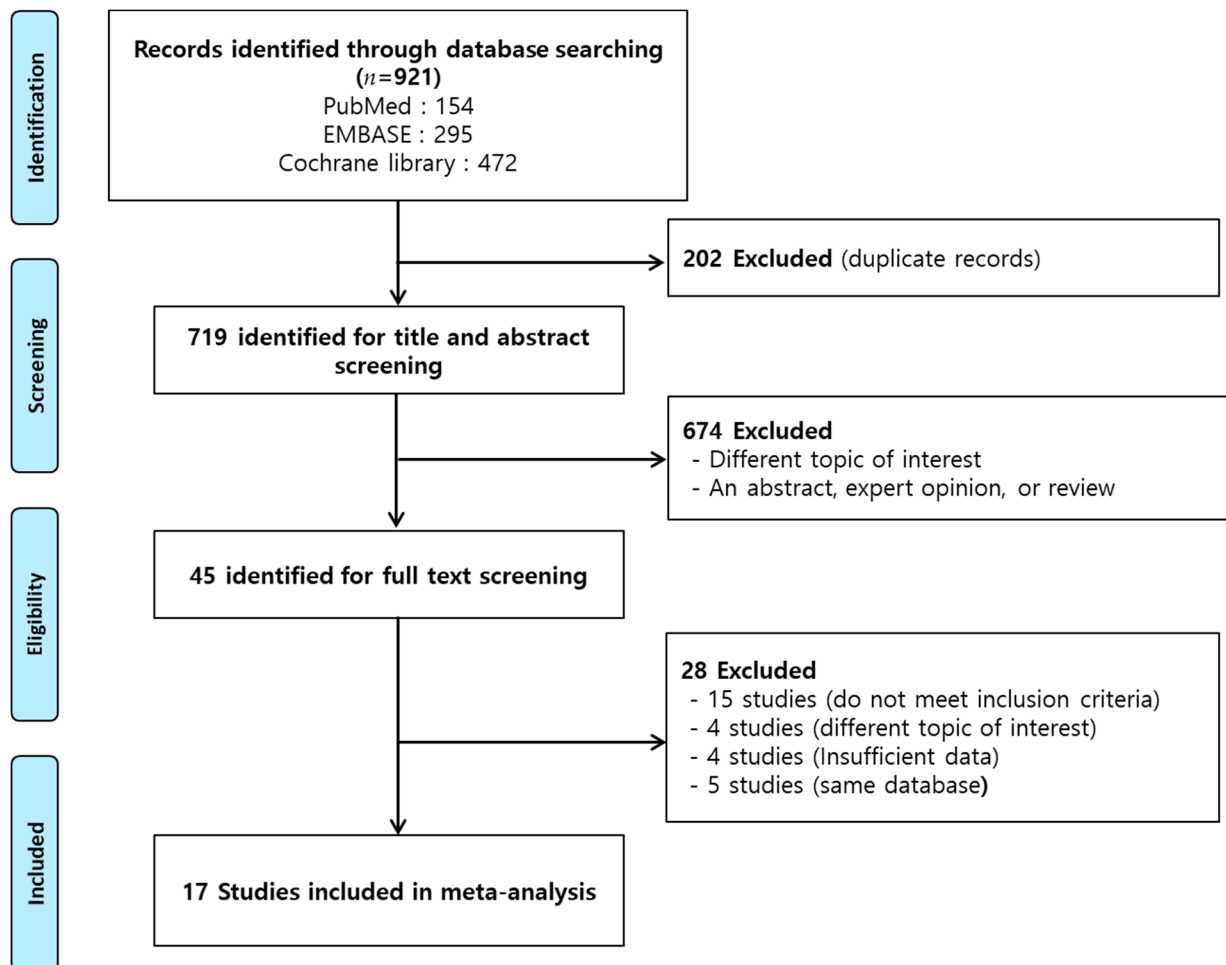 Identification
Records identified through database searching
(n=921)
PubMed : 154
EMBASE : 295
Cochrane library : 472
202 Excluded (duplicate records)
Screening
719 identified for title and abstract
screening
674 Excluded
- Different topic of interest
- An abstract, expert opinion, or review
Eligibility
45 identified for full text screening
28 Excluded
- 15 studies (do not meet inclusion criteria)
- 4 studies (different topic of interest)
- 4 studies (Insufficient data)
- 5 studies (same database)
Included
17 Studies included in meta-analysis